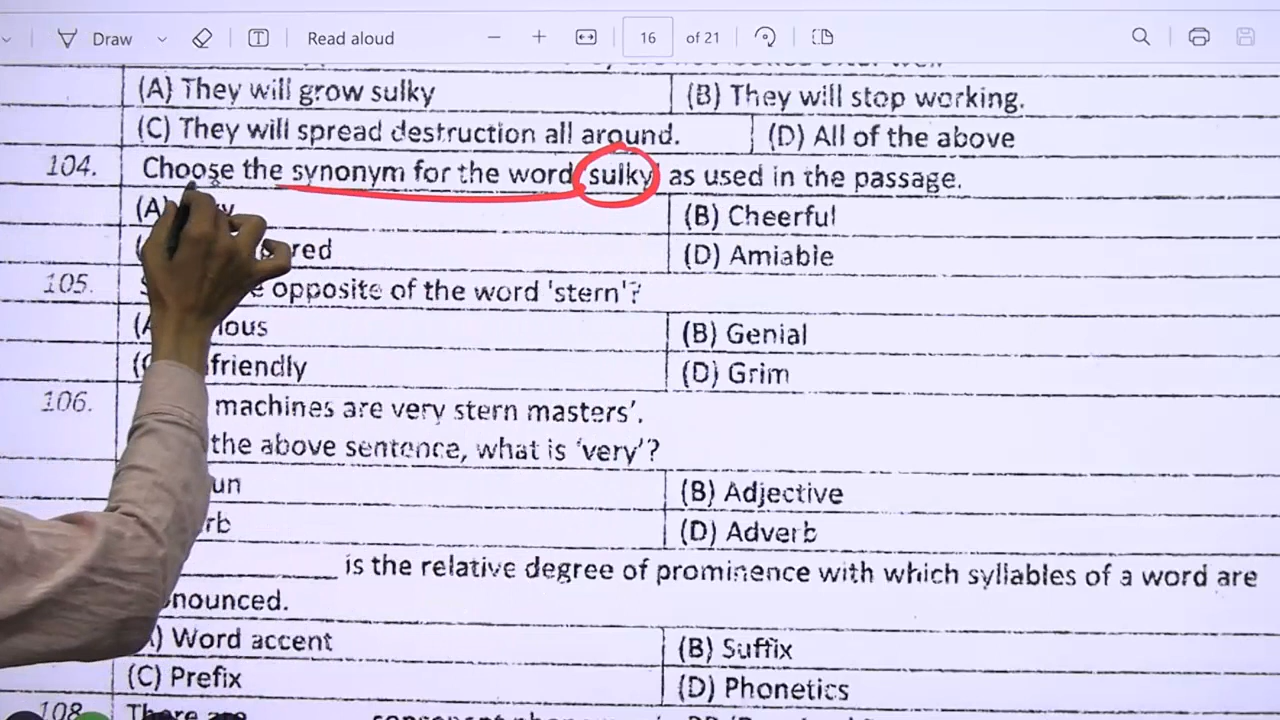 Draw
Read aloud
16
of 21
(A) They will grow sulky
(B) They will stop working.
(C) They will spread destruction all around.
(D) All of the above
104.
Choose the synonym for the word 'sulky' as used in the passage.
(A)
(B) Cheerful
(D) Amiable
105.
opposite of the word 'stern'?
(B) Genial
friendly
(D) Grim
106.
machines are very stern masters'.
the above sentence, what is 'very'?
(B) Adjective
(D) Adverb
__________ is the relative degree of prominence with which syllables of a word are
nounced.
) Word accent
(B) Suffix
(C) Prefix
(D) Phonetics
108
There are